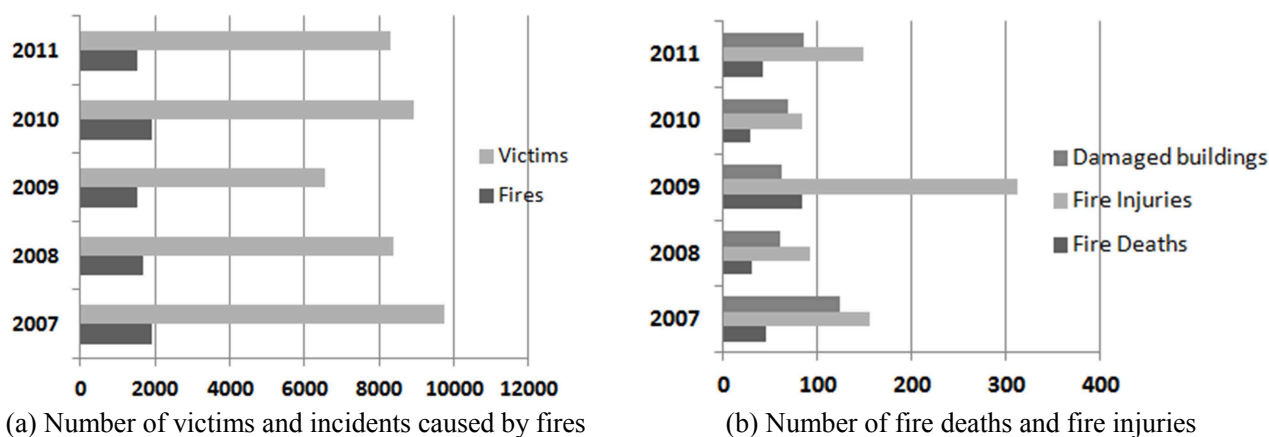 2011
2010
2009
2008
2007
0 2000 4000 6000 8000 10000 12000
Victims
Fires
(a) Number of victims and incidents caused by fires
2011
2010
2009
2008
2007
0 100 200 300 400
Damaged buildings
Fire Injuries
Fire Deaths
(b) Number of fire deaths and fire injuries